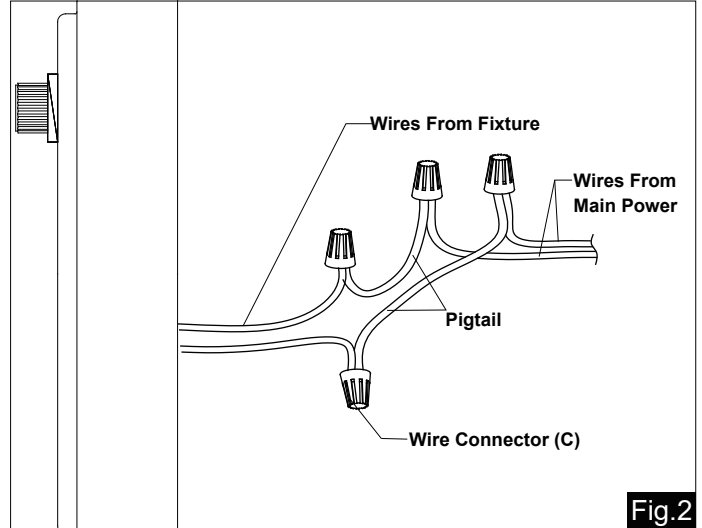 Wires From Fixture
Wires From
Main Power
Pigtail
Wire Connector (C)
Fig.2